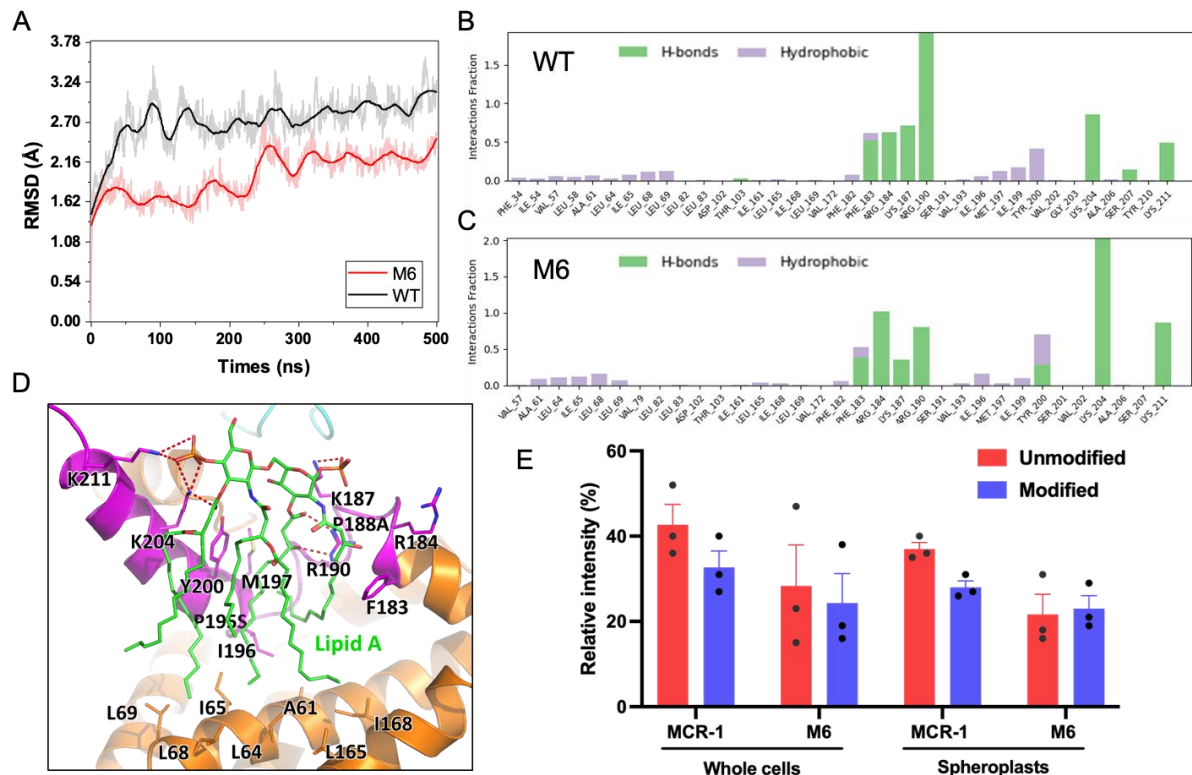 A
3.78
3.24
2.70
2.16
1.62
1.08
0.54
0.00
RMSD (Å)
0 100 200 300 400 500
Times (ns)
M6
WT
B
WT
H-bonds Hydrophobic
Interactions Fraction
1.5
1.0
0.5
0.0
PHE_34 ILE_54 VAL_57 LEU_58 ALA_61 LEU_64 ILE_65 LEU_68 LEU_69 LEU_82 LEU_83 ASP_102 THR_103 ILE_161 LEU_165 ILE_168 LEU_169 VAL_172 PHE_182 PHE_183 ARG_184 LYS_187 ARG_190 SER_191 VAL_193 ILE_196 MET_197 ILE_199 TYR_200 VAL_202 GLY_203 LYS_204 ALA_206 SER_207 TYR_210 LYS_211
C
M6
H-bonds Hydrophobic
Interactions Fraction
2.0
1.5
1.0
0.5
0.0
VAL_57 ALA_61 LEU_64 ILE_65 LEU_68 LEU_69 VAL_79 LEU_82 LEU_83 ASP_102 THR_103 ILE_161 LEU_165 ILE_168 LEU_169 VAL_172 PHE_182 PHE_183 ARG_184 LYS_187 ARG_190 SER_191 VAL_193 ILE_196 MET_197 ILE_199 TYR_200 SER_201 VAL_202 LYS_204 ALA_206 SER_207 LYS_211
D
K211
K187
P188A
K204
R184
Y200
M197
R190
F183
P195S
I196
Lipid A
L69
I65
A61
I168
L68
L64
L165
E
Unmodified
Modified
Relative intensity (%)
60
40
20
0
MCR-1 M6 MCR-1 M6
Whole cells Spheroplasts